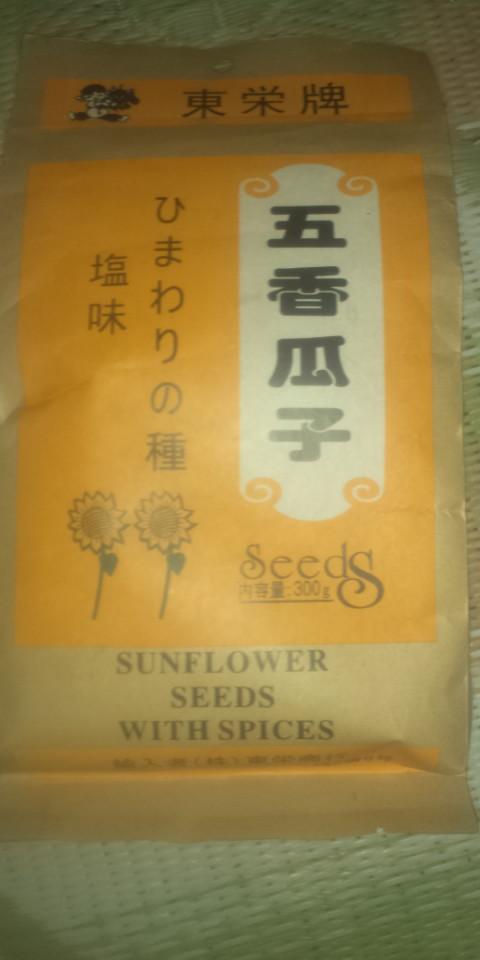 東栄牌
五香瓜子
ひまわりの種
塩味
Seeds
内容量:300g
SUNFLOWER
SEEDS
WITH SPICES